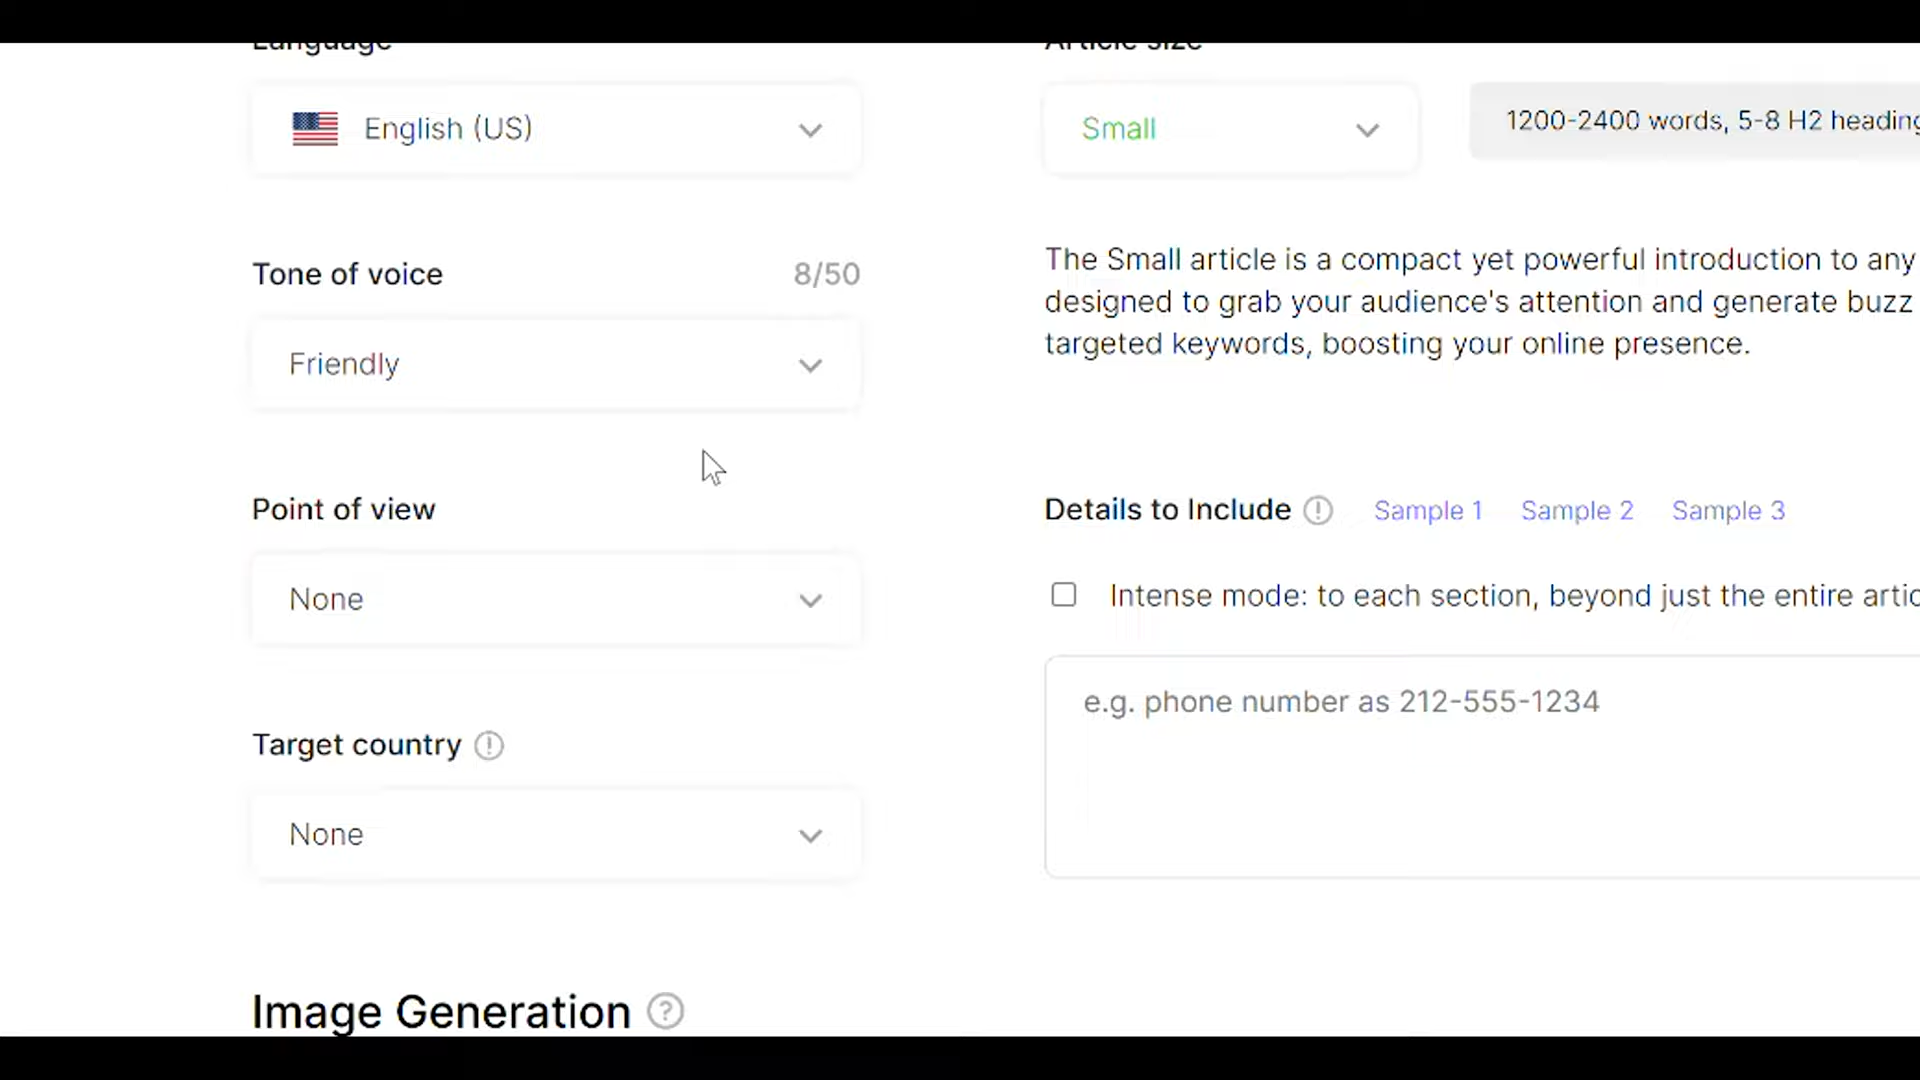 Language
Article size
English (US)
Small
1200-2400 words, 5-8 H2 heading
Tone of voice
8/50
Friendly
The Small article is a compact yet powerful introduction to any
designed to grab your audience's attention and generate buzz
targeted keywords, boosting your online presence.
Point of view
None
Details to Include
Sample 1
Sample 2
Sample 3
Intense mode: to each section, beyond just the entire artic
e.g. phone number as 212-555-1234
Target country
None
Image Generation